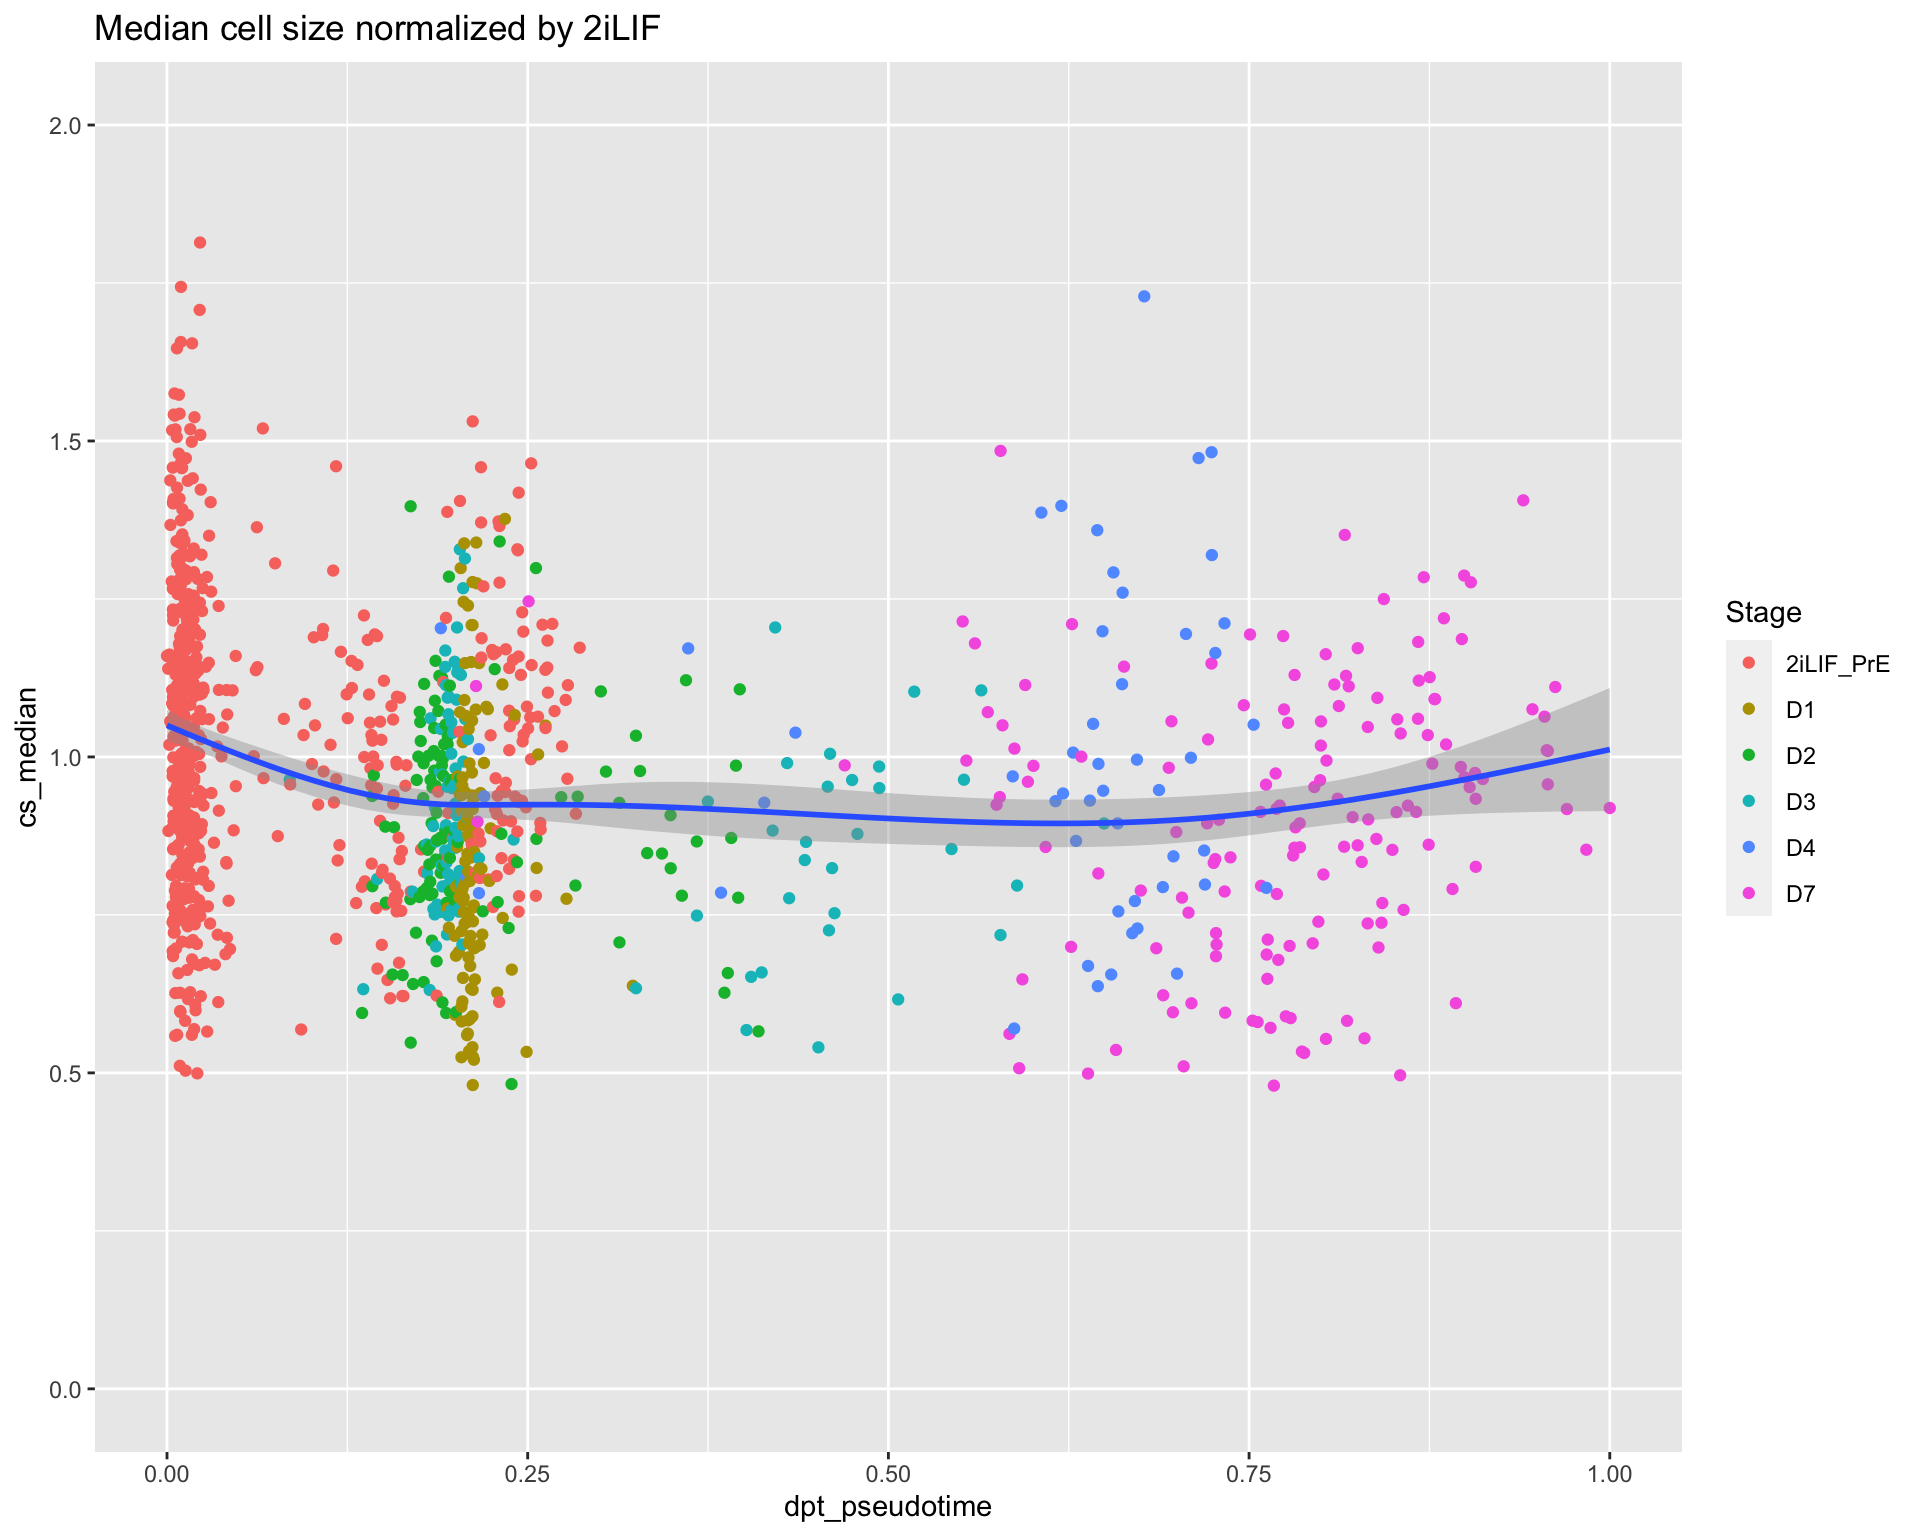 Median cell size normalized by 2iLIF
2.0
1.5
1.0
0.5
0.0
cs_median
0.00 0.25 0.50 0.75 1.00
dpt_pseudotime
Stage
2iLIF_PrE
D1
D2
D3
D4
D7